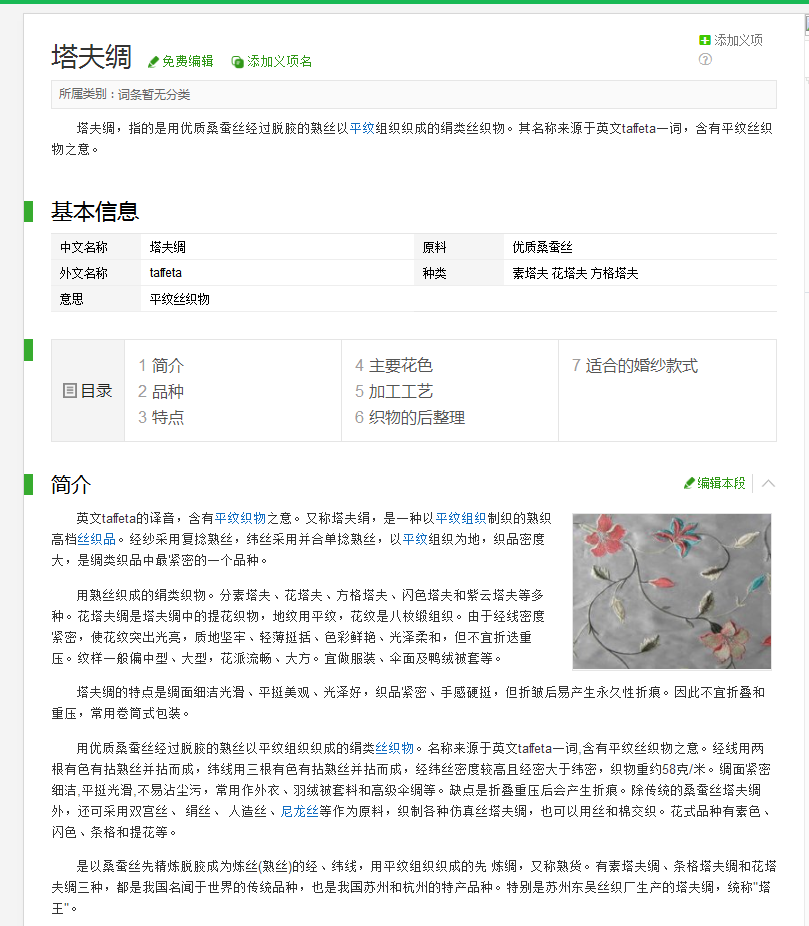 塔夫绸 免费编辑 添加义项名
添加义项
?
所属类别：词条暂无分类
塔夫绸，指的是用优质桑蚕丝经过脱胶的熟丝以平纹组织织成的绢类丝织物。其名称来源于英文taffeta一词，含有平纹丝织
物之意。
基本信息
中文名称 塔夫绸 原料 优质桑蚕丝
外文名称 taffeta 种类 素塔夫 花塔夫 方格塔夫
意思 平纹丝织物
目录
1 简介
2 品种
3 特点
4 主要花色
5 加工工艺
6 织物的后整理
7 适合的婚纱款式
简介 编辑本段
英文taffeta的译音，含有平纹织物之意。又称塔夫绢，是一种以平纹组织制织的熟织
高档丝织品。经纱采用复捻熟丝，纬丝采用并合单捻熟丝，以平纹组织为地，织品密度
大，是绸类织品中最紧密的一个品种。
用熟丝织成的绢类织物。分素塔夫、花塔夫、方格塔夫、闪色塔夫和紫云塔夫等多
种。花塔夫绸是塔夫绸中的提花织物，地纹用平纹，花纹是八枚缎组织。由于经线密度
紧密，使花纹突出光亮，质地坚牢、轻薄挺括、色彩鲜艳、光泽柔和，但不宜折迭重
压。纹样一般偏中型、大型，花派流畅、大方。宜做服装、伞面及鸭绒被套等。
塔夫绸的特点是绸面细洁光滑、平挺美观、光泽好，织品紧密、手感硬挺，但折皱后易产生永久性折痕。因此不宜折叠和
重压，常用卷筒式包装。
用优质桑蚕丝经过脱胶的熟丝以平纹组织织成的绢类丝织物。名称来源于英文taffeta一词,含有平纹丝织物之意。经线用两
根有色有拈熟丝并拈而成，纬线用三根有色有拈熟丝并拈而成，经纬丝密度较高且经密大于纬密，织物重约58克/米。绸面紧密
细洁,平挺光滑,不易沾尘污，常用作外衣、羽绒被套料和高级伞绸等。缺点是折叠重压后会产生折痕。除传统的桑蚕丝塔夫绸
外，还可采用双宫丝、 绢丝、 人造丝、尼龙丝等作为原料，织制各种仿真丝塔夫绸，也可以用丝和棉交织。花式品种有素色、
闪色、条格和提花等。
是以桑蚕丝先精炼脱胶成为炼丝(熟丝)的经、纬线，用平纹组织织成的先 炼绸，又称熟货。有素塔夫绸、条格塔夫绸和花塔
夫绸三种，都是我国名闻于世界的传统品种，也是我国苏州和杭州的特产品种。特别是苏州东吴丝织厂生产的塔夫绸，统称"塔
王"。